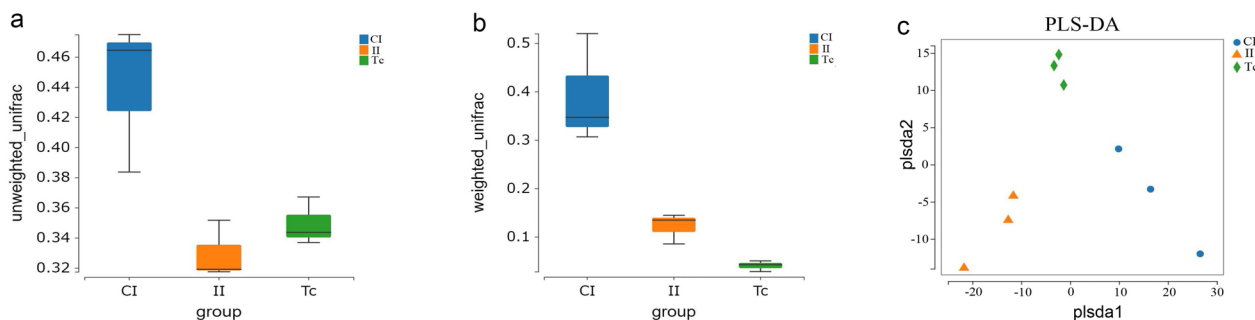 a
CI
II
Tc
unweighted_unifrac
0.46
0.44
0.42
0.40
0.38
0.36
0.34
0.32
CI II Tc
group
b
CI
II
Tc
weighted_unifrac
0.5
0.4
0.3
0.2
0.1
CI II Tc
group
c
PLS-DA
CI
II
Tc
plsda2
15
10
5
0
-5
-10
-20 -10 0 10 20 30
plsda1